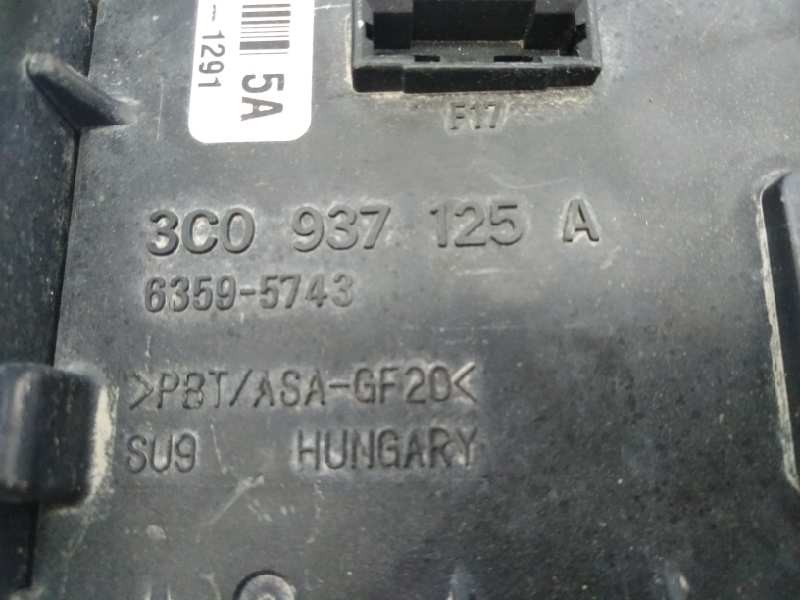 5A
-1291
F17
3C0 937 125 A
6359-5743
>PBT/ASA-GF20<
SU9 HUNGARY